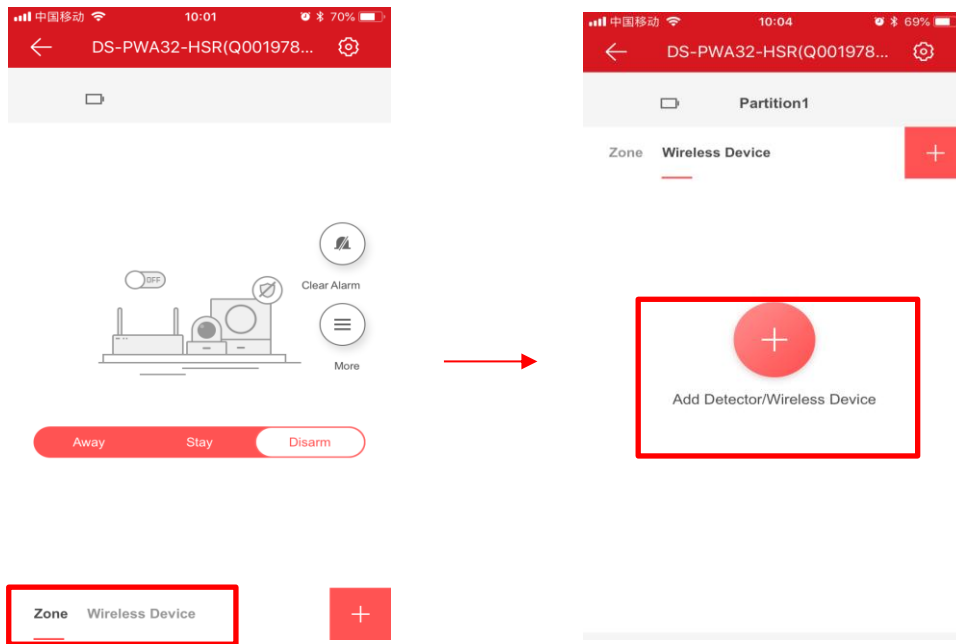 中国移动 10:01 70%
DS-PWA32-HSR(Q001978...
OFF
Clear Alarm
More
Away Stay Disarm
Zone Wireless Device
中国移动 10:04 69%
DS-PWA32-HSR(Q001978...
Partition1
Zone Wireless Device
Add Detector/Wireless Device